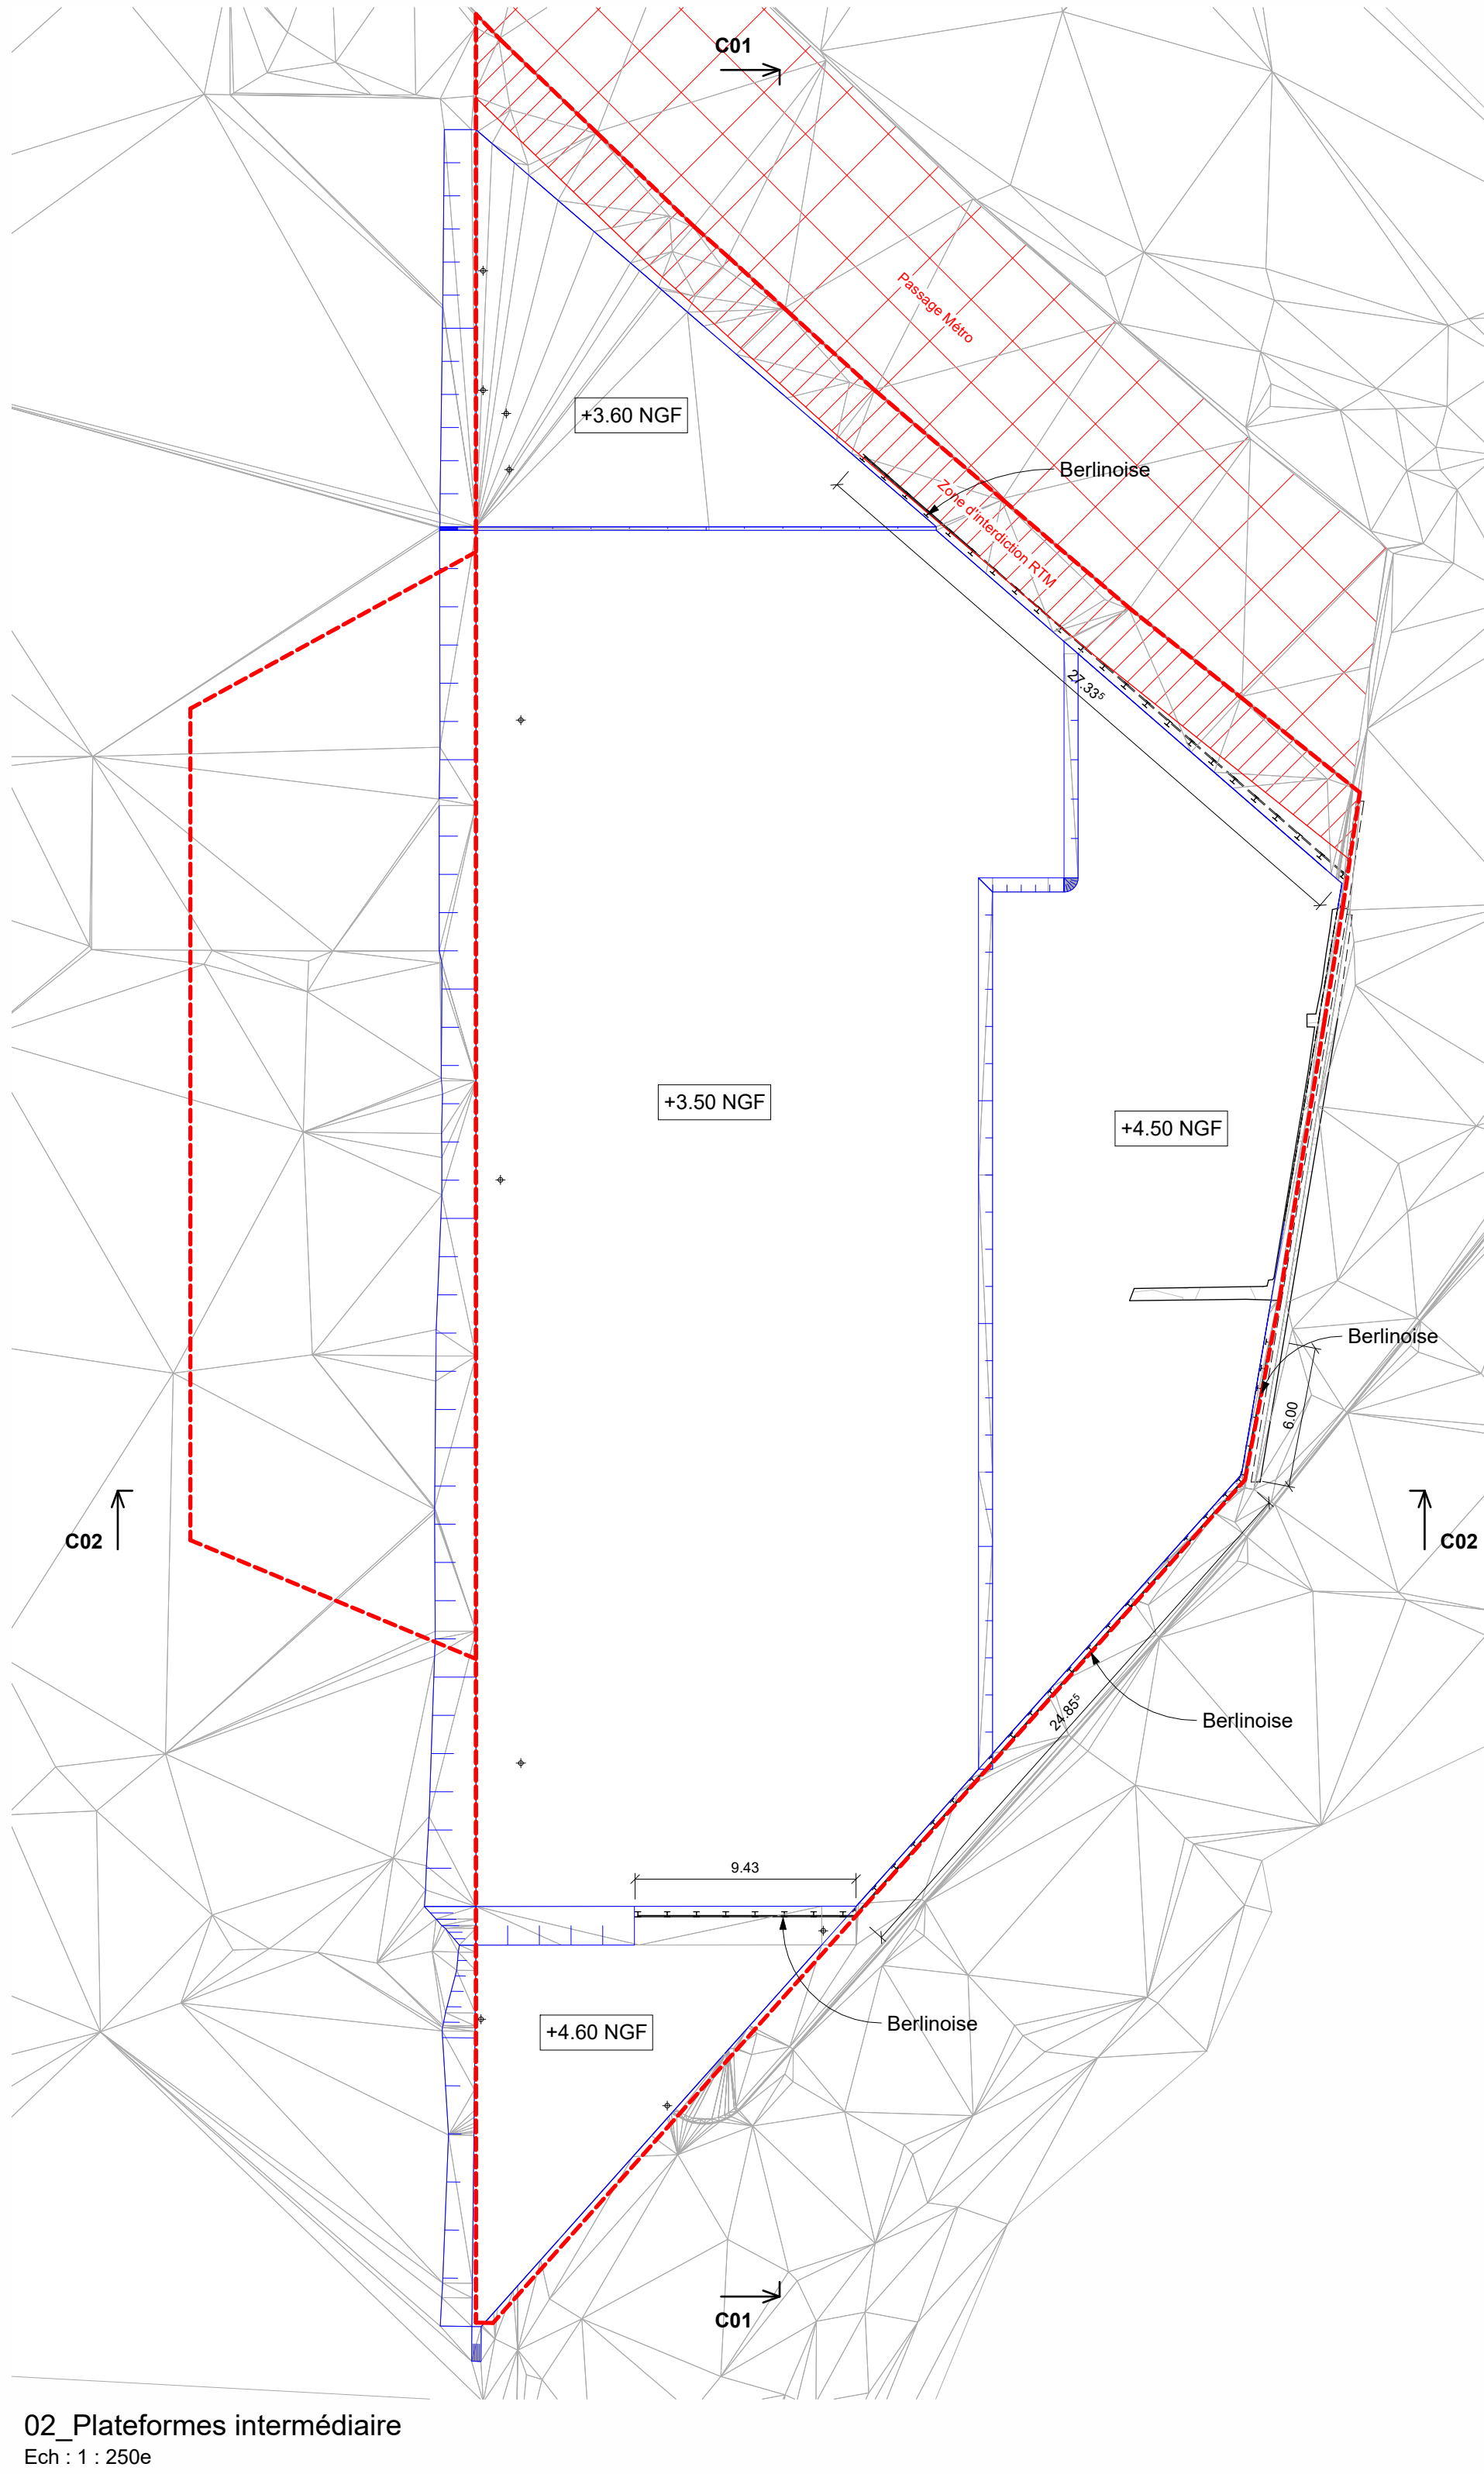 C01
Passage Métro
+3.60 NGF
Berlinoise
Zone d'interdiction RTM
27.33⁵
+3.50 NGF
+4.50 NGF
Berlinoise
6.00
C02
C02
Berlinoise
24.85⁵
9.43
Berlinoise
+4.60 NGF
C01
02_Plateformes intermédiaire
Ech : 1 : 250e